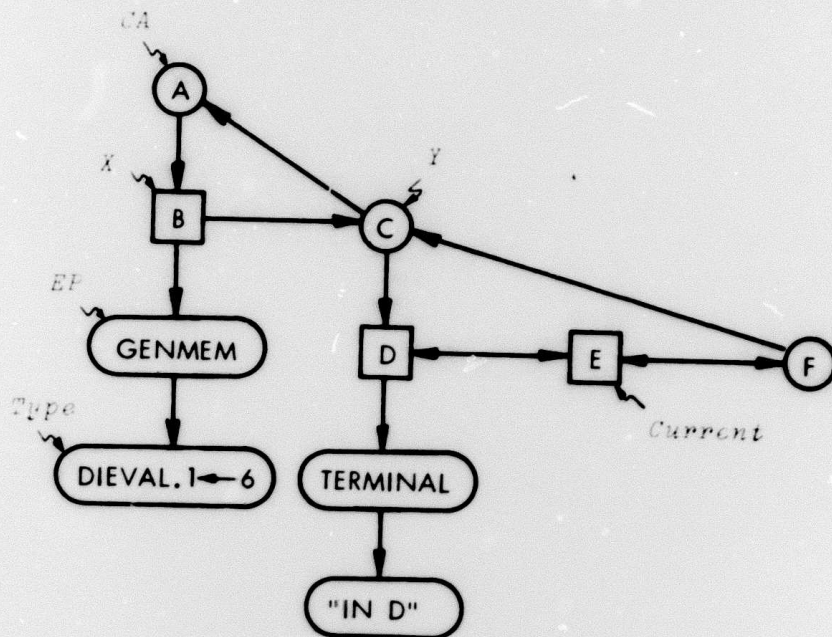 CA
A
X
Y
B
C
EP
GENMEM
D
E
F
Type
Current
DIEVAL.1←6
TERMINAL
"IN D"